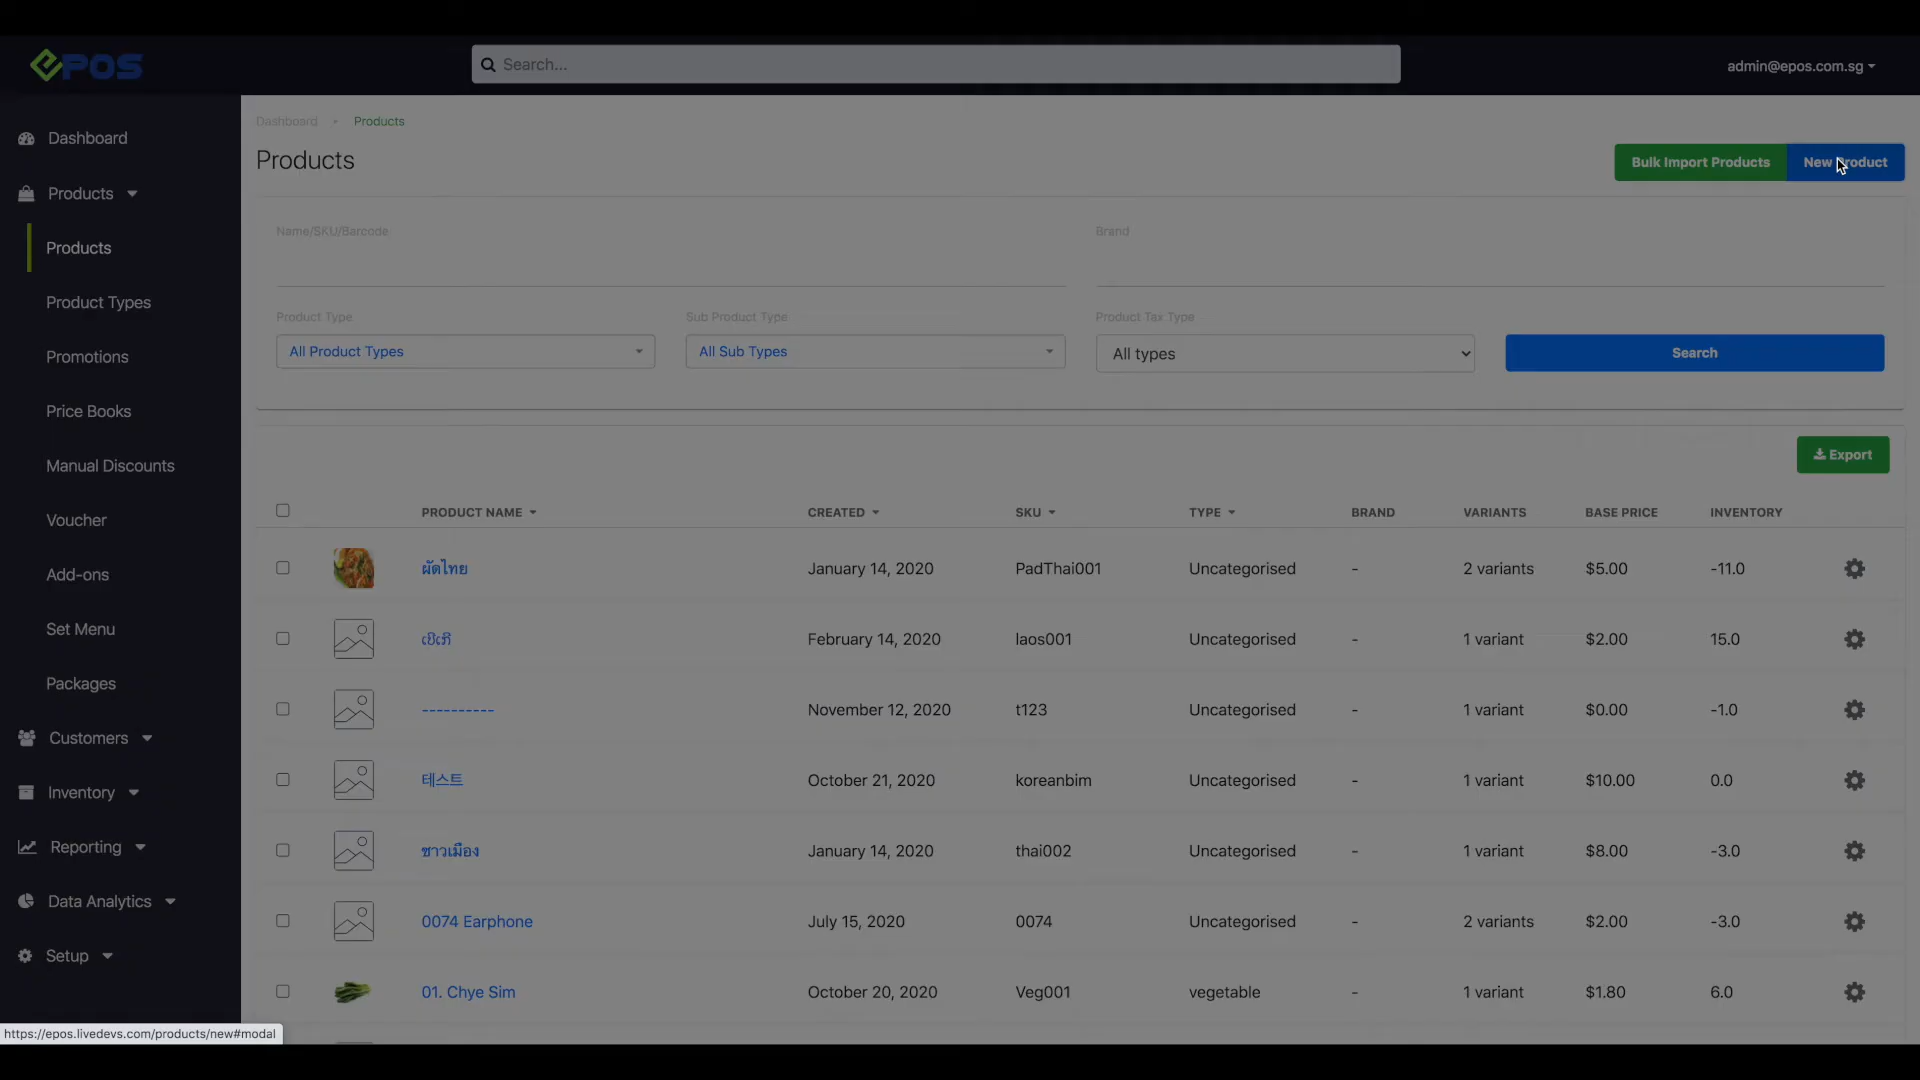 ePOS
Search...
admin@epos.com.sg
Dashboard
Products
Products
Product Types
Promotions
Price Books
Manual Discounts
Voucher
Add-ons
Set Menu
Packages
Customers
Inventory
Reporting
Data Analytics
Setup
Dashboard • Products
Products
Bulk Import Products
New Product
Name/SKU/Barcode
Brand
Product Type
Sub Product Type
Product Tax Type
All Product Types
All Sub Types
All types
Search
Export
PRODUCT NAME CREATED SKU TYPE BRAND VARIANTS BASE PRICE INVENTORY
ผัดไทย January 14, 2020 PadThai001 Uncategorised - 2 variants $5.00 -11.0
February 14, 2020 laos001 Uncategorised - 1 variant $2.00 15.0
---------- November 12, 2020 t123 Uncategorised - 1 variant $0.00 -1.0
테스트 October 21, 2020 koreanbim Uncategorised - 1 variant $10.00 0.0
ชาวเมือง January 14, 2020 thai002 Uncategorised - 1 variant $8.00 -3.0
0074 Earphone July 15, 2020 0074 Uncategorised - 2 variants $2.00 -3.0
01. Chye Sim October 20, 2020 Veg001 vegetable - 1 variant $1.80 6.0
https://epos.livedevs.com/products/new#modal